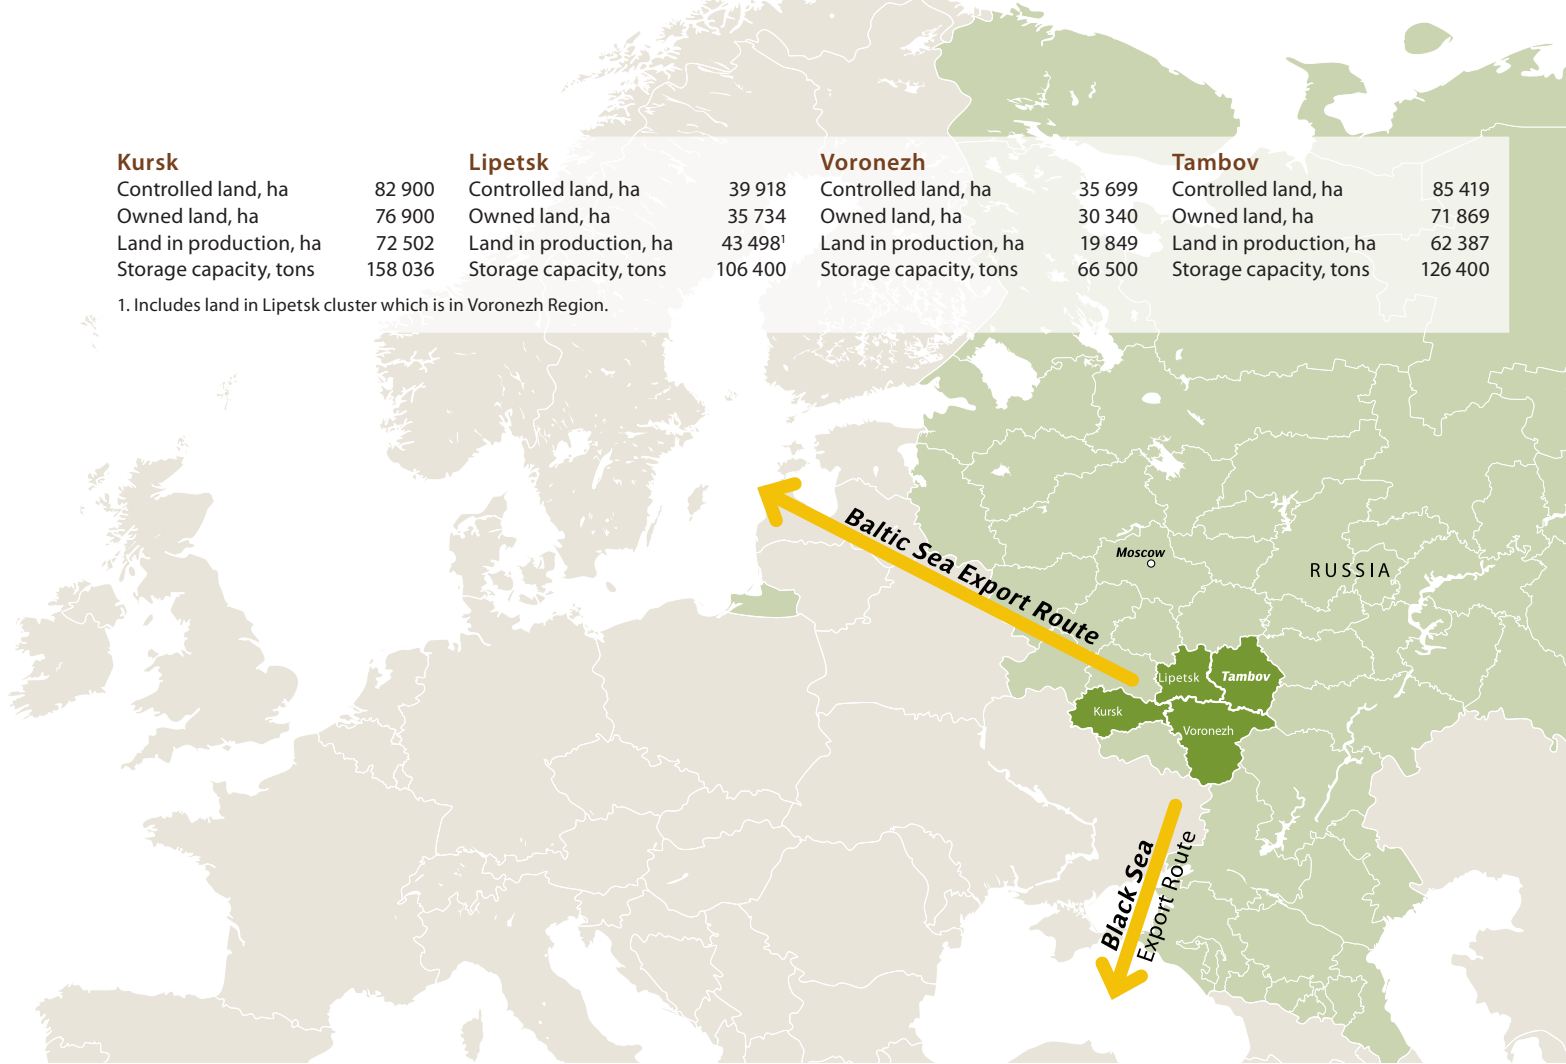 Kursk
Controlled land, ha 82 900
Owned land, ha 76 900
Land in production, ha 72 502
Storage capacity, tons 158 036
Lipetsk
Controlled land, ha 39 918
Owned land, ha 35 734
Land in production, ha 43 498¹
Storage capacity, tons 106 400
Voronezh
Controlled land, ha 35 699
Owned land, ha 30 340
Land in production, ha 19 849
Storage capacity, tons 66 500
Tambov
Controlled land, ha 85 419
Owned land, ha 71 869
Land in production, ha 62 387
Storage capacity, tons 126 400
1. Includes land in Lipetsk cluster which is in Voronezh Region.
Baltic Sea Export Route
Moscow
RUSSIA
Lipetsk
Tambov
Kursk
Voronezh
Black Sea
Export Route